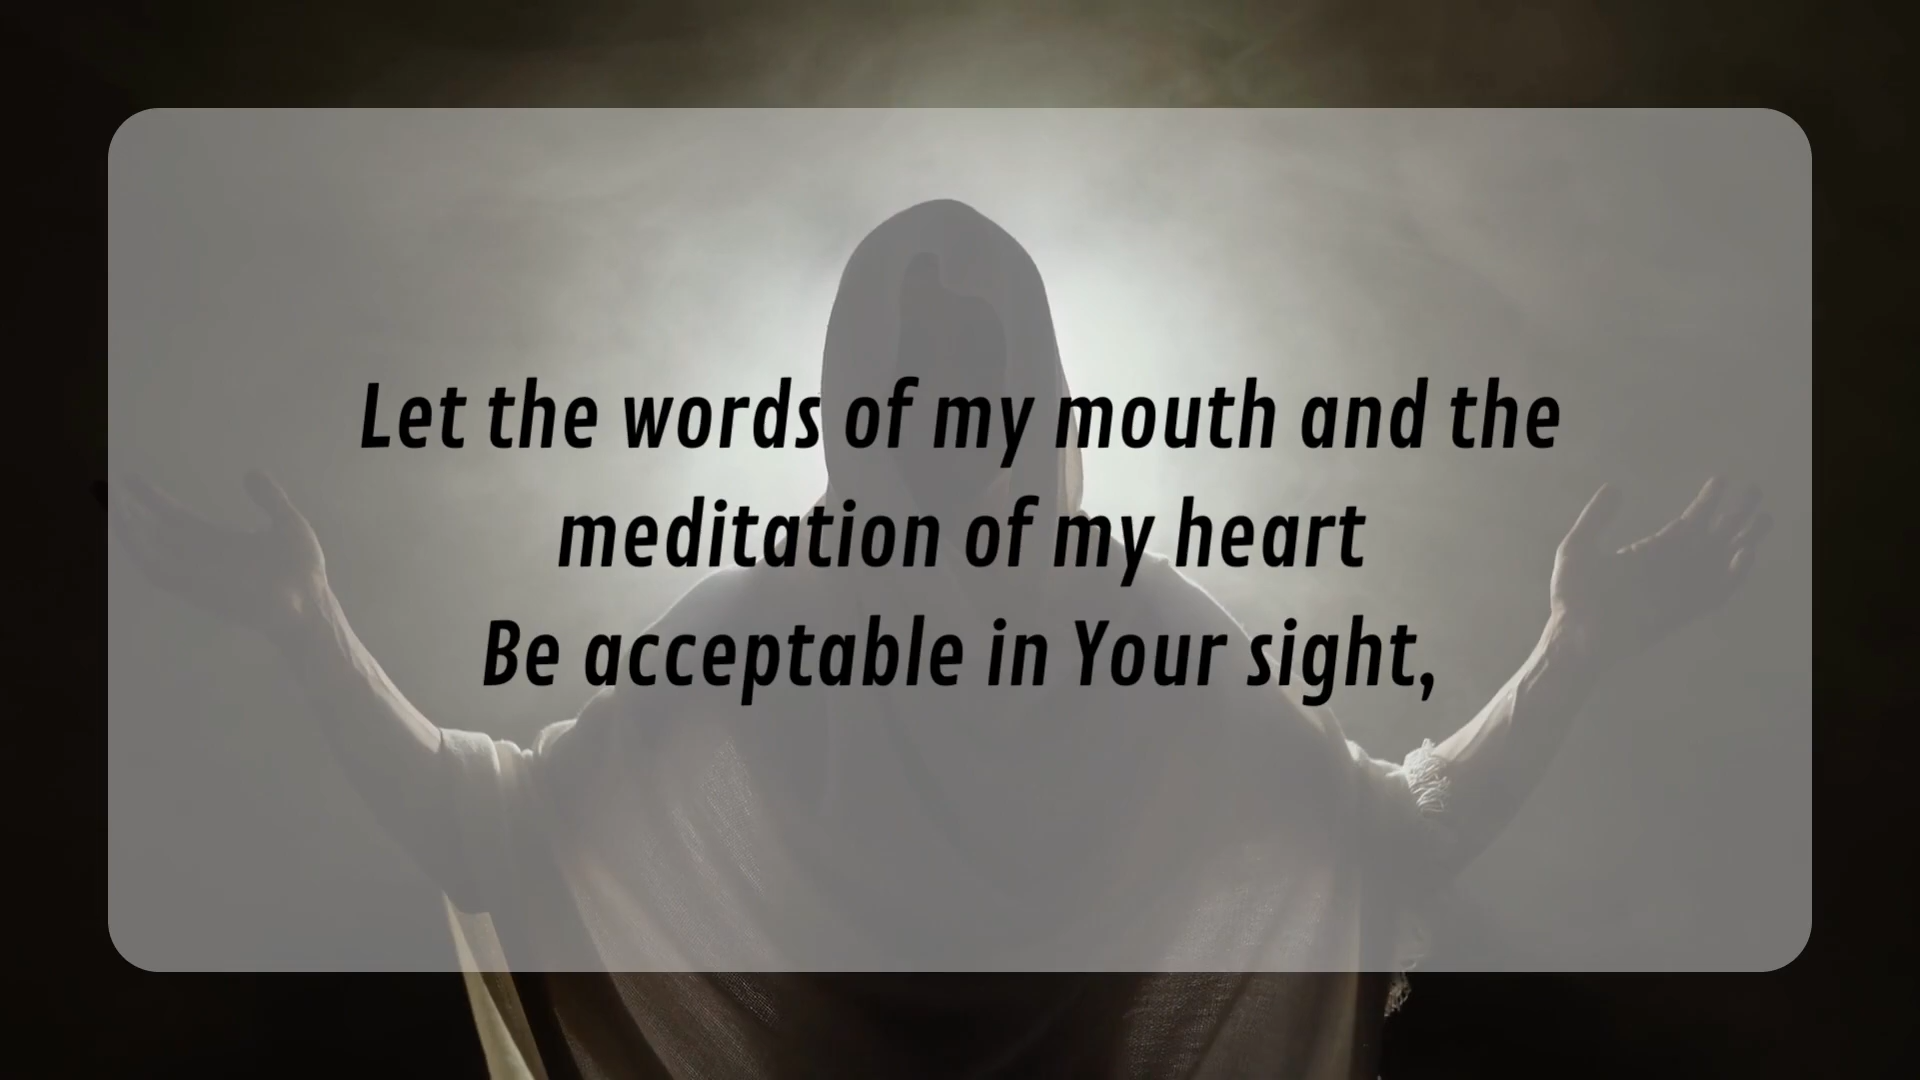 Let the words of my mouth and the
meditation of my heart
Be acceptable in Your sight,